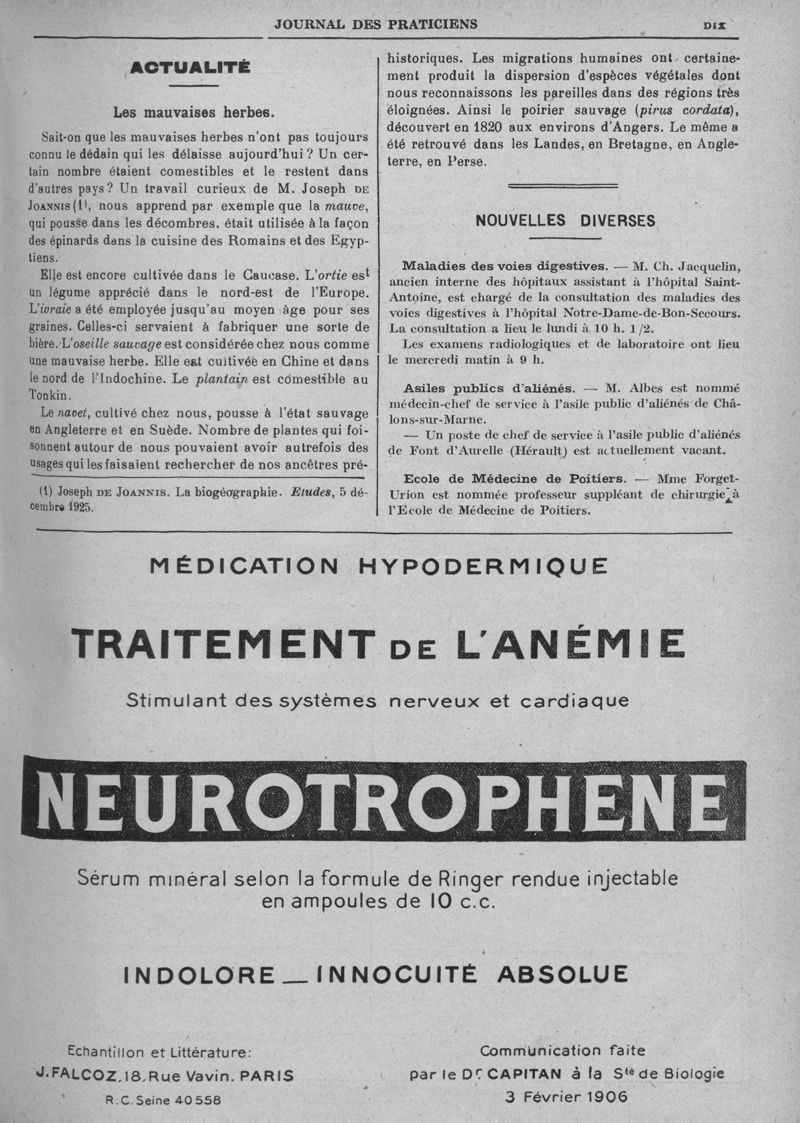 JOURNAL DES PRATICIENS
DIX
ACTUALITÉ
Les mauvaises herbes.
Sait-on que les mauvaises herbes n'ont pas toujours
connu le dédain qui les délaisse aujourd'hui ? Un cer-
tain nombre étaient comestibles et le restent dans
d'autres pays ? Un travail curieux de M. Joseph DE
JOANNIS (1), nous apprend par exemple que la mauve,
qui pousse dans les décombres, était utilisée à la façon
des épinards dans la cuisine des Romains et des Egyp-
tiens.
Elle est encore cultivée dans le Caucase. L'ortie est
un légume apprécié dans le nord-est de l'Europe.
L'ivraie a été employée jusqu'au moyen âge pour ses
graines. Celles-ci servaient à fabriquer une sorte de
bière. L'oseille sauvage est considérée chez nous comme
une mauvaise herbe. Elle est cultivée en Chine et dans
le nord de l'Indochine. Le plantain est comestible au
Tonkin.
Le navet, cultivé chez nous, pousse à l'état sauvage
en Angleterre et en Suède. Nombre de plantes qui foi-
sonnent autour de nous pouvaient avoir autrefois des
usages qui les faisaient rechercher de nos ancêtres pré-
(1) Joseph DE JOANNIS. La biogéographie. Etudes, 5 dé-
cembre 1925.
historiques. Les migrations humaines ont certaine-
ment produit la dispersion d'espèces végétales dont
nous reconnaissons les pareilles dans des régions très
éloignées. Ainsi le poirier sauvage (pirus cordata),
découvert en 1820 aux environs d'Angers. Le même a
été retrouvé dans les Landes, en Bretagne, en Angle-
terre, en Perse.
NOUVELLES DIVERSES
Maladies des voies digestives. — M. Ch. Jacquelin,
ancien interne des hôpitaux assistant à l'hôpital Saint-
Antoine, est chargé de la consultation des maladies des
voies digestives à l'hôpital Notre-Dame-de-Bon-Secours.
La consultation a lieu le lundi à 10 h. 1/2.
Les examens radiologiques et de laboratoire ont lieu
le mercredi matin à 9 h.
Asiles publics d'aliénés. — M. Albes est nommé
médecin-chef de service à l'asile public d'aliénés de Châ-
lons-sur-Marne.
— Un poste de chef de service à l'asile public d'aliénés
de Font d'Aurelle (Hérault) est actuellement vacant.
Ecole de Médecine de Poitiers. — Mme Forget-
Urion est nommée professeur suppléant de chirurgie à
l'Ecole de Médecine de Poitiers.
MÉDICATION HYPODERMIQUE
TRAITEMENT DE L'ANÉMIE
Stimulant des systèmes nerveux et cardiaque
NEUROTROPHENE
Sérum minéral selon la formule de Ringer rendue injectable
en ampoules de 10 c.c.
INDOLORE — INNOCUITÉ ABSOLUE
Echantillon et Littérature:
J. FALCOZ, 18, Rue Vavin. PARIS
R.C. Seine 40558
Communication faite
par le Dr CAPITAN à la Sté de Biologie
3 Février 1906